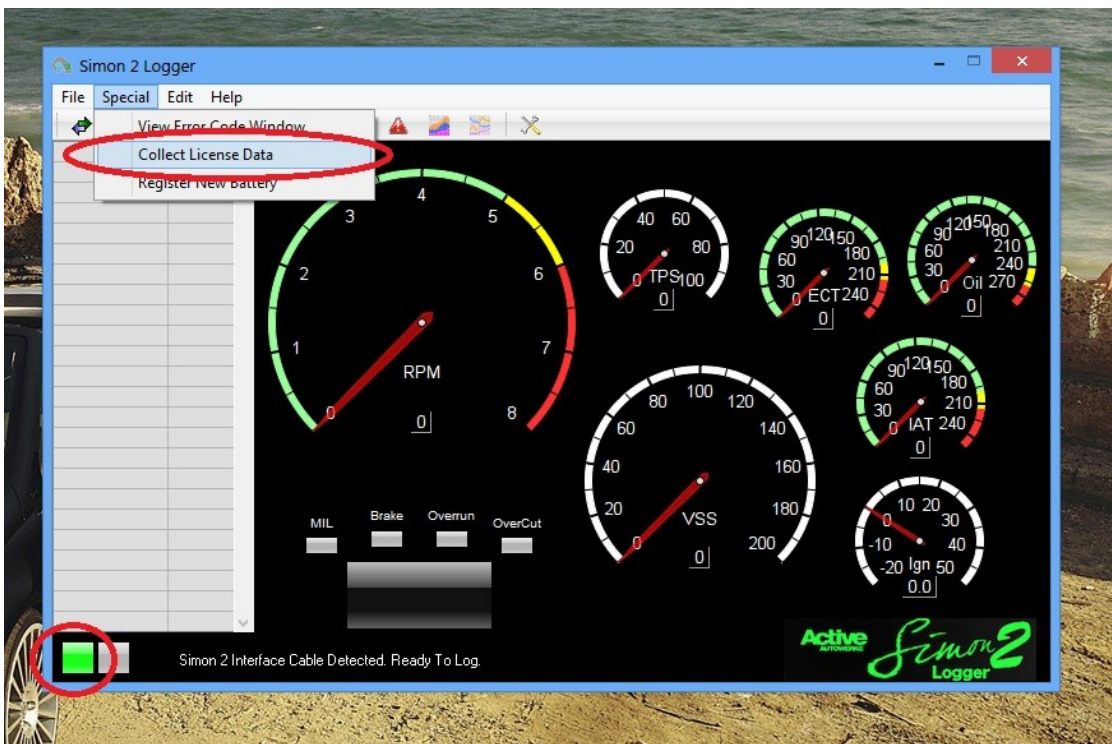 Simon 2 Logger
File Special Edit Help
View Error Code Window
Collect License Data
Register New Battery
0 1 2 3 4 5 6 7 8
RPM
0
0 20 40 60 80 100
TPS
0
0 30 60 90 120 150 180 210 240
ECT
0
0 30 60 90 120 150 180 210 240 270
Oil
0
0 20 40 60 80 100 120 140 160 180 200
VSS
0
0 30 60 90 120 150 180 210 240
IAT
0
-20 -10 0 10 20 30 40 50
Ign
0.0
MIL Brake Overrun OverCut
Simon 2 Interface Cable Detected. Ready To Log.
Active
AUTOWERKE
Simon 2
Logger